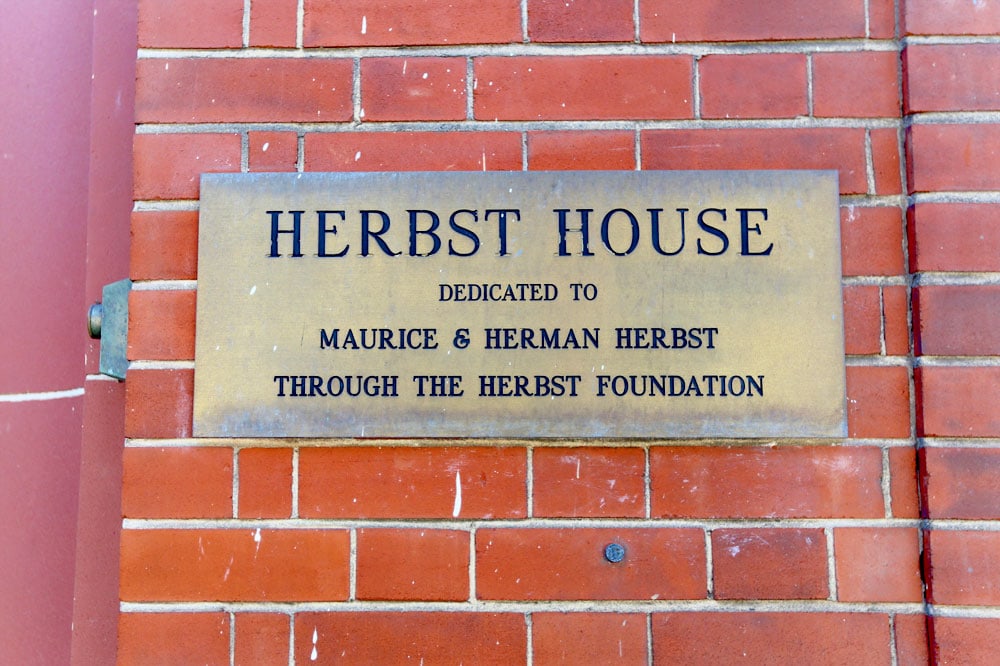 HERBST HOUSE
DEDICATED TO
MAURICE & HERMAN HERBST
THROUGH THE HERBST FOUNDATION